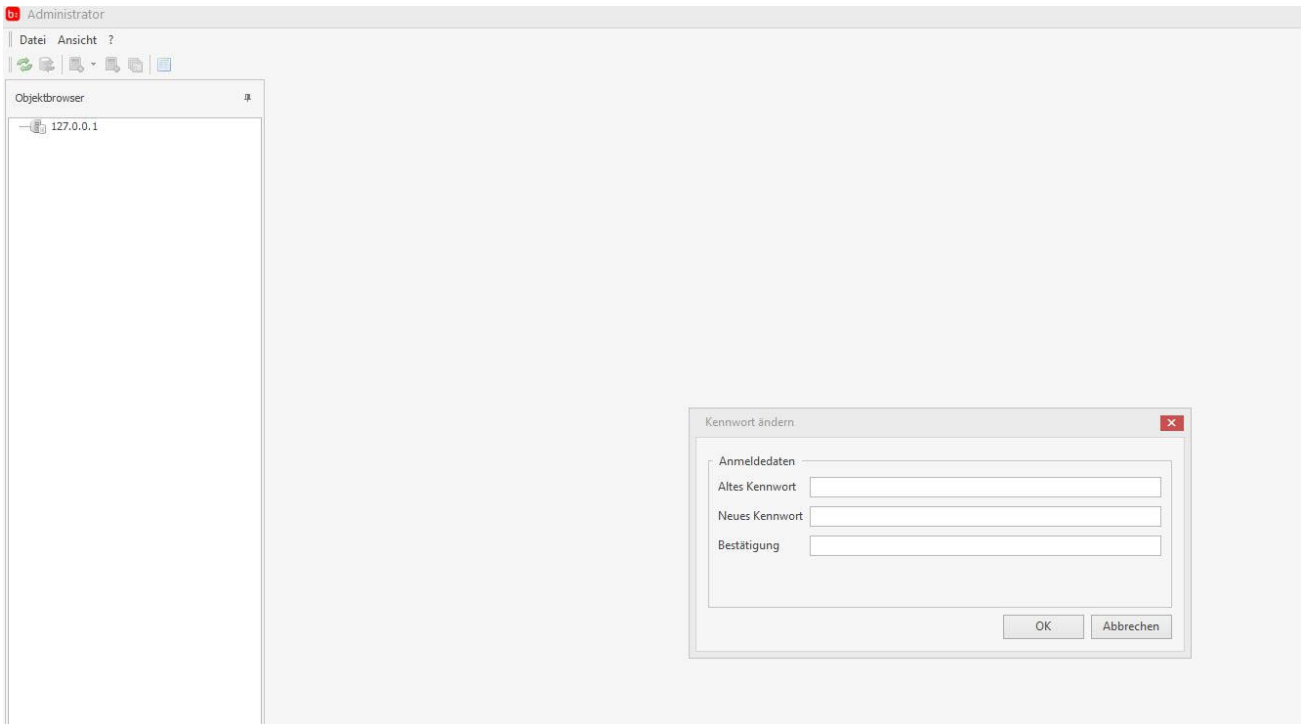 b: Administrator
Datei Ansicht ?
Objektbrowser
127.0.0.1
Kennwort ändern
Anmeldedaten
Altes Kennwort
Neues Kennwort
Bestätigung
OK Abbrechen